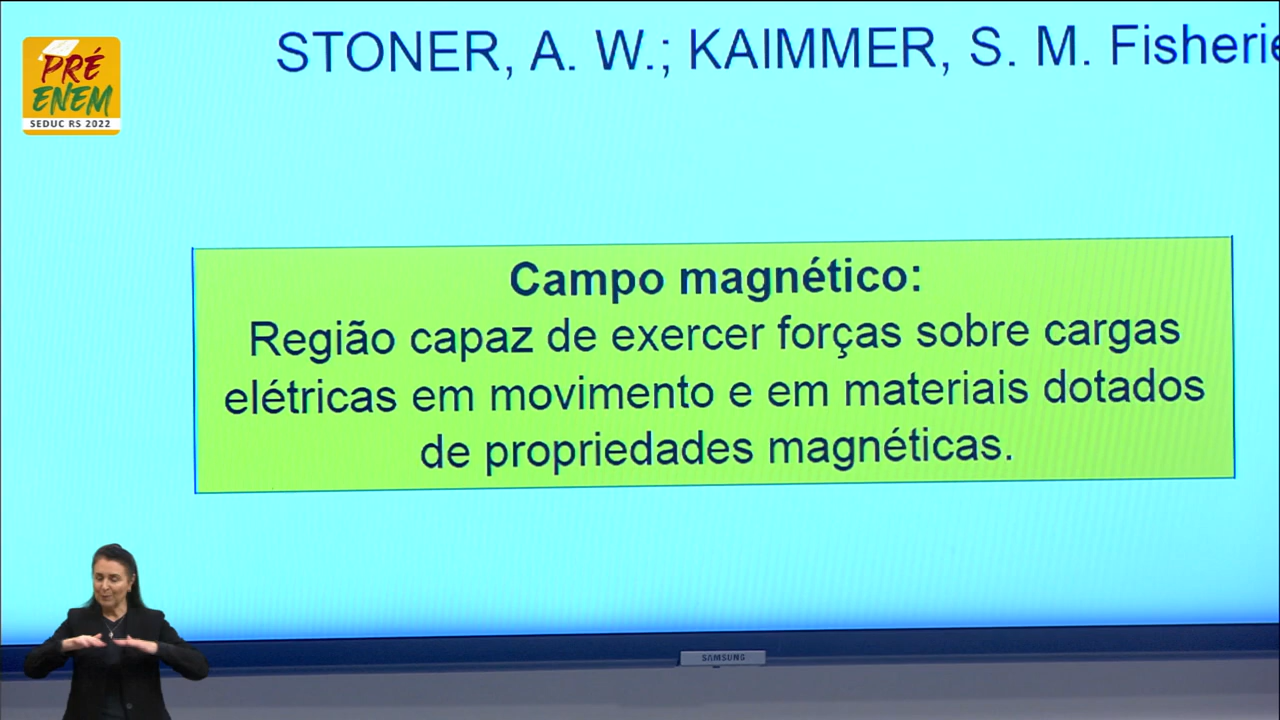 STONER, A. W.; KAIMMER, S. M. Fisherie
PRÉ
ENEM
SEDUC RS 2022
Campo magnético:
Região capaz de exercer forças sobre cargas
elétricas em movimento e em materiais dotados
de propriedades magnéticas.
SAMSUNG